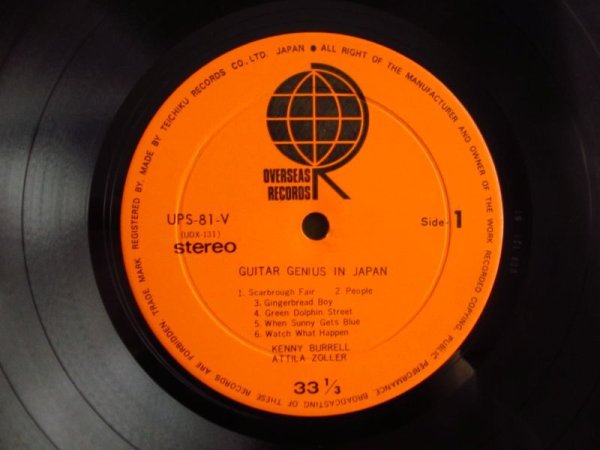 TRADE MARK REGISTERED BY, MADE BY TEICHIKU RECORDS CO., LTD. JAPAN ● ALL RIGHT OF THE MANUFACTURER AND OWNER OF THE WORK RECORDED COPYING, PUBLIC PERFORMANCE, BROADCASTING OF THESE RECORDS ARE FORBIDDEN.
OVERSEAS
RECORDS
UPS-81-V
(UDX-131)
stereo
Side- 1
GUITAR GENIUS IN JAPAN
1. Scarbrough Fair 2. People
3. Gingerbread Boy
4. Green Dolphin Street
5. When Sunny Gets Blue
6. Watch What Happen
KENNY BURRELL
ATTILA ZOLLER
33 1/3